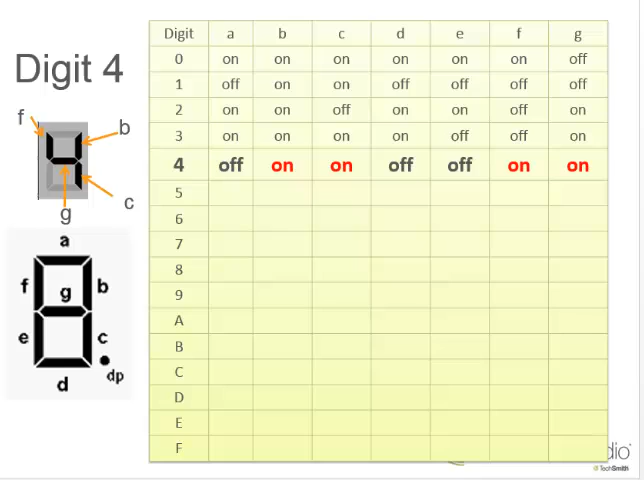 Digit 4
f
b
c
g
a
f
b
g
e
c
d
dp
Digit a b c d e f g
0 on on on on on on off
1 off on on off off off off
2 on on off on on off on
3 on on on on off off on
4 off on on off off on on
5
6
7
8
9
A
B
C
D
E
F
dio
TechSmith